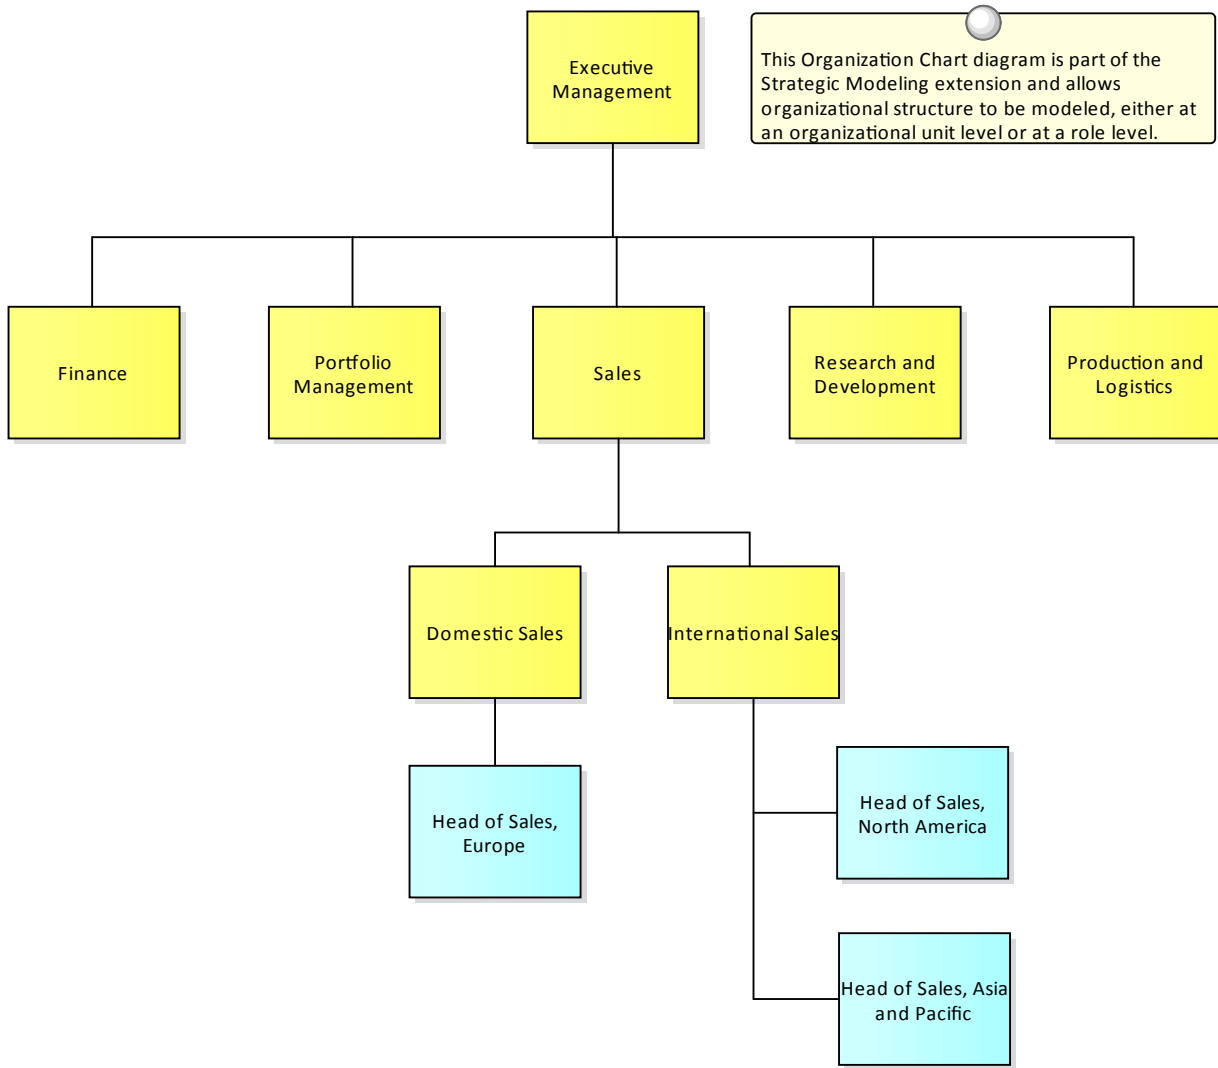 Executive
Management
This Organization Chart diagram is part of the
Strategic Modeling extension and allows
organizational structure to be modeled, either at
an organizational unit level or at a role level.
Finance
Portfolio
Management
Sales
Research and
Development
Production and
Logistics
Domestic Sales
International Sales
Head of Sales,
Europe
Head of Sales,
North America
Head of Sales, Asia
and Pacific